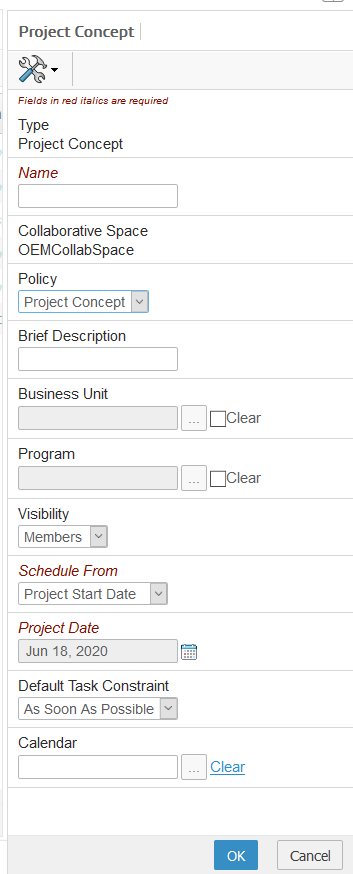 Project Concept
Fields in red italics are required
Type
Project Concept
Name
Collaborative Space
OEMCollabSpace
Policy
Project Concept
Brief Description
Business Unit
... Clear
Program
... Clear
Visibility
Members
Schedule From
Project Start Date
Project Date
Jun 18, 2020
Default Task Constraint
As Soon As Possible
Calendar
... Clear
OK Cancel